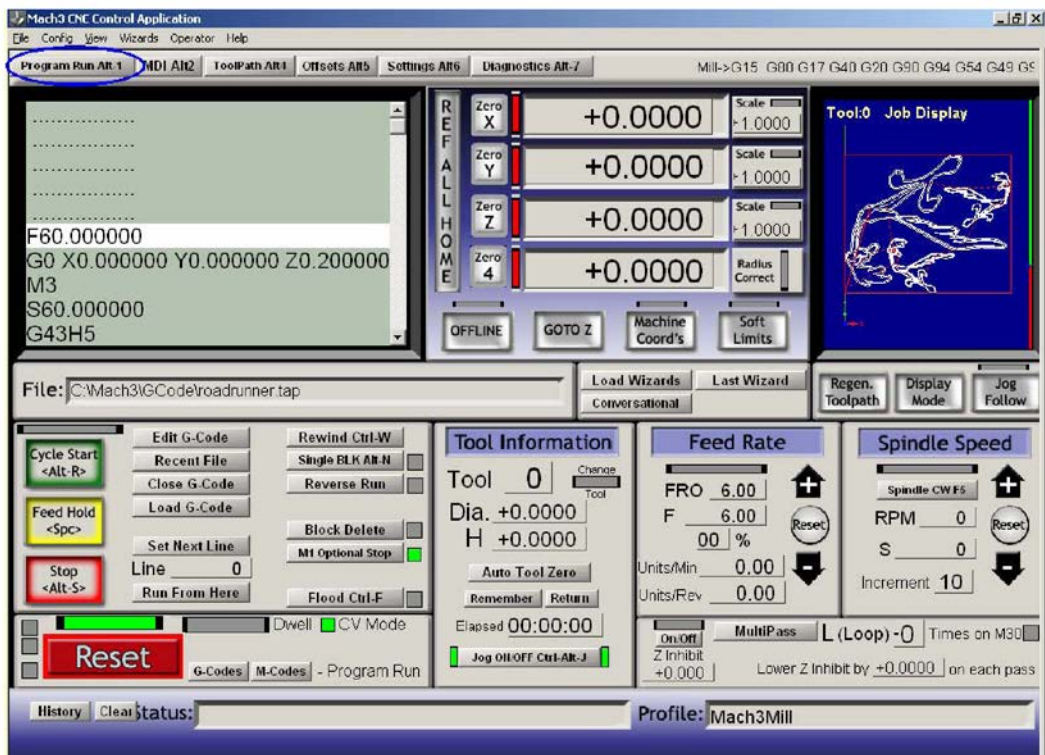 Mach3 CNC Control Application
File Config View Wizards Operator Help
Program Run Alt-1 MDI Alt2 ToolPath Alt4 Offsets Alt5 Settings Alt6 Diagnostics Alt-7 Mill->G15 G80 G17 G40 G20 G90 G94 G54 G49 G9
F60.000000
G0 X0.000000 Y0.000000 Z0.200000
M3
S60.000000
G43H5
REF ALL HOME
Zero X +0.0000 Scale +1.0000
Zero Y +0.0000 Scale +1.0000
Zero Z +0.0000 Scale +1.0000
Zero 4 +0.0000 Radius Correct
OFFLINE GOTO Z Machine Coord's Soft Limits
Tool:0 Job Display
File: C:\Mach3\GCode\roadrunner.tap
Load Wizards Last Wizard
Conversational
Regen. Toolpath Display Mode Jog Follow
Cycle Start
<Alt-R>
Feed Hold
<Spc>
Stop
<Alt-S>
Edit G-Code
Recent File
Close G-Code
Load G-Code
Set Next Line
Line 0
Run From Here
Rewind Ctrl-W
Single BLK Alt-N
Reverse Run
Block Delete
M1 Optional Stop
Flood Ctrl-F
Dwell CV Mode
Reset
G-Codes M-Codes - Program Run
Tool Information
Tool 0 Change Tool
Dia. +0.0000
H +0.0000
Auto Tool Zero
Remember Return
Elapsed 00:00:00
Jog ON/OFF Ctrl-Alt-J
Feed Rate
FRO 6.00
F 6.00
00 %
Reset
Units/Min 0.00
Units/Rev 0.00
Spindle Speed
Spindle CW F5
RPM 0
Reset
S 0
Increment 10
On/Off MultiPass L (Loop) -0 Times on M30
Z Inhibit
+0.000 Lower Z Inhibit by +0.0000 on each pass
History Clear Status: Profile: Mach3Mill